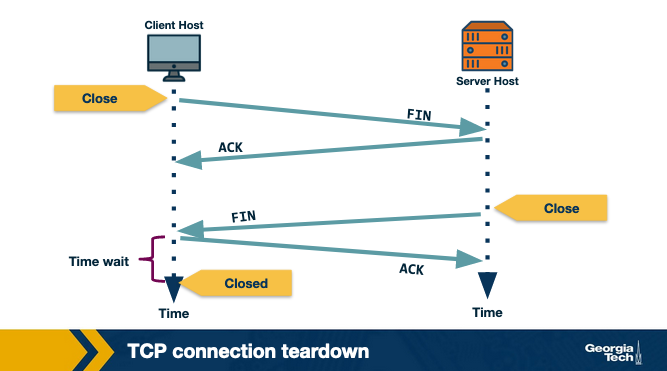 Client Host
Server Host
Close
FIN
ACK
Close
FIN
Time wait
ACK
Closed
Time
Time
TCP connection teardown
Georgia
Tech